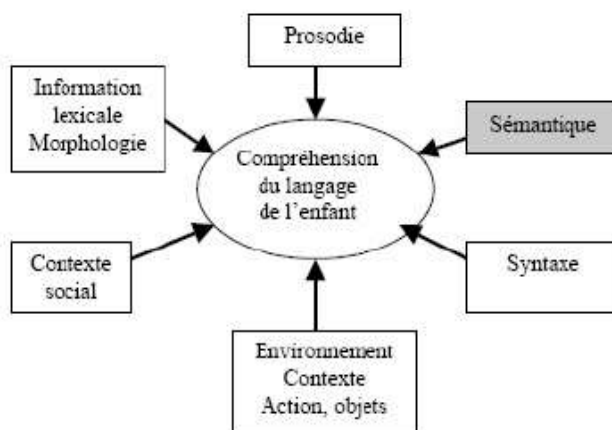 Prosodie
Information
lexicale
Morphologie
Sémantique
Compréhension
du langage
de l'enfant
Contexte
social
Syntaxe
Environnement
Contexte
Action, objets